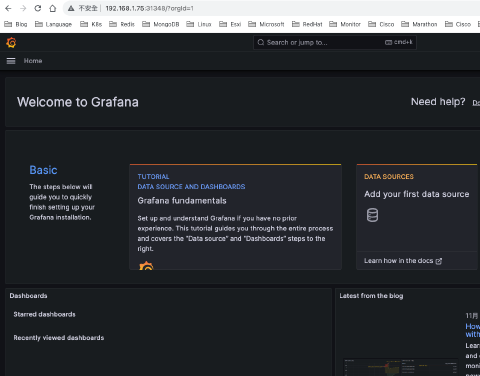 不安全 192.168.1.75:31348/?orgId=1
Blog Language K8s Redis MongoDB Linux Esxi Microsoft RedHat Monitor Cisco Marathon Cisco
Search or jump to... cmd+k
Home
Welcome to Grafana
Need help?
Basic
The steps below will
guide you to quickly
finish setting up your
Grafana installation.
TUTORIAL
DATA SOURCE AND DASHBOARDS
Grafana fundamentals
Set up and understand Grafana if you have no prior
experience. This tutorial guides you through the entire process
and covers the "Data source" and "Dashboards" steps to the
right.
DATA SOURCES
Add your first data source
Learn how in the docs
Dashboards
Starred dashboards
Recently viewed dashboards
Latest from the blog
11月
How
with
Lear
and
moni